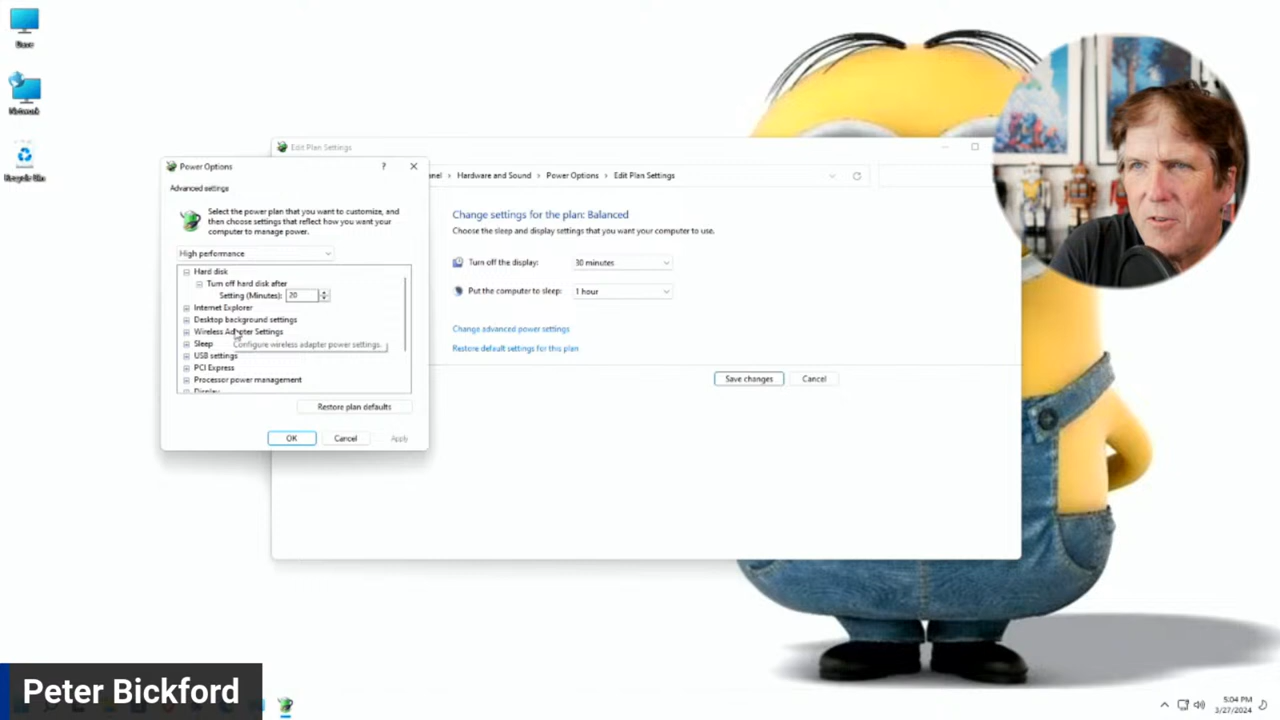 Base
Network
Recycle Bin
Edit Plan Settings
Power Options
Advanced settings
Select the power plan that you want to customize, and
then choose settings that reflect how you want your
computer to manage power.
High performance
Hard disk
Turn off hard disk after
Setting (Minutes): 20
Internet Explorer
Desktop background settings
Wireless Adapter Settings
Sleep
Configure wireless adapter power settings.
USB settings
PCI Express
Processor power management
Display
Restore plan defaults
OK
Cancel
Apply
Hardware and Sound
Power Options
Edit Plan Settings
Change settings for the plan: Balanced
Choose the sleep and display settings that you want your computer to use.
Turn off the display:
30 minutes
Put the computer to sleep:
1 hour
Change advanced power settings
Restore default settings for this plan
Save changes
Cancel
Peter Bickford
5:04 PM
3/27/2024